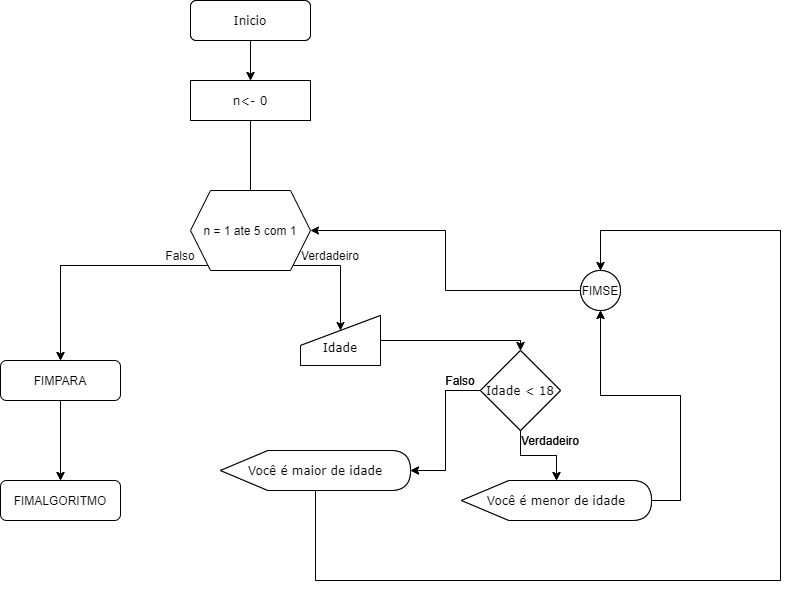 Inicio
n<- 0
n = 1 ate 5 com 1
Falso
Verdadeiro
FIMSE
Idade
FIMPARA
Falso
Idade < 18
Verdadeiro
Você é maior de idade
Você é menor de idade
FIMALGORITMO